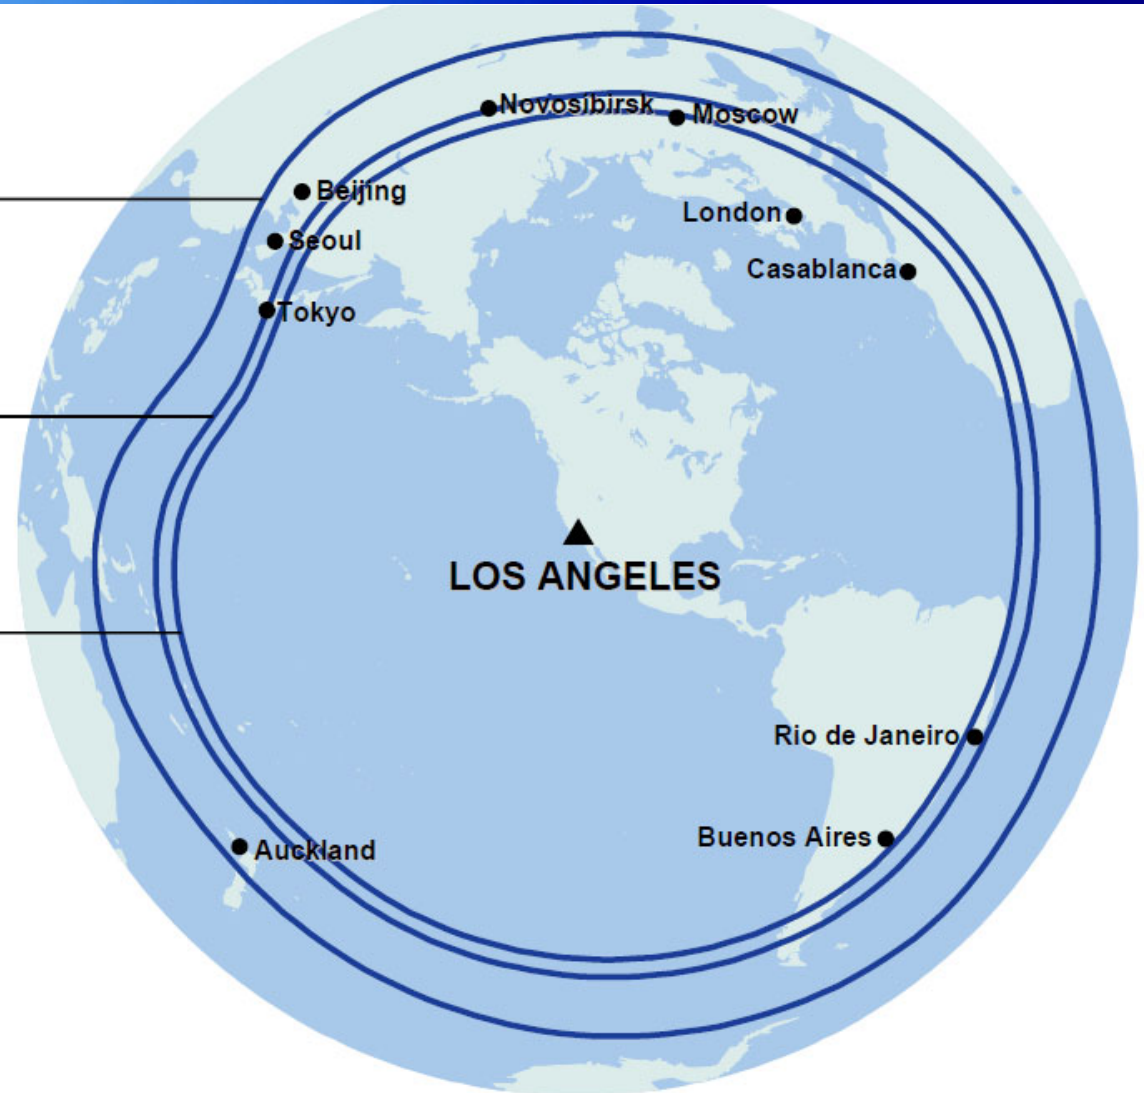 Novosibirsk
Moscow
Beijing
London
Seoul
Casablanca
Tokyo
LOS ANGELES
Rio de Janeiro
Buenos Aires
Auckland